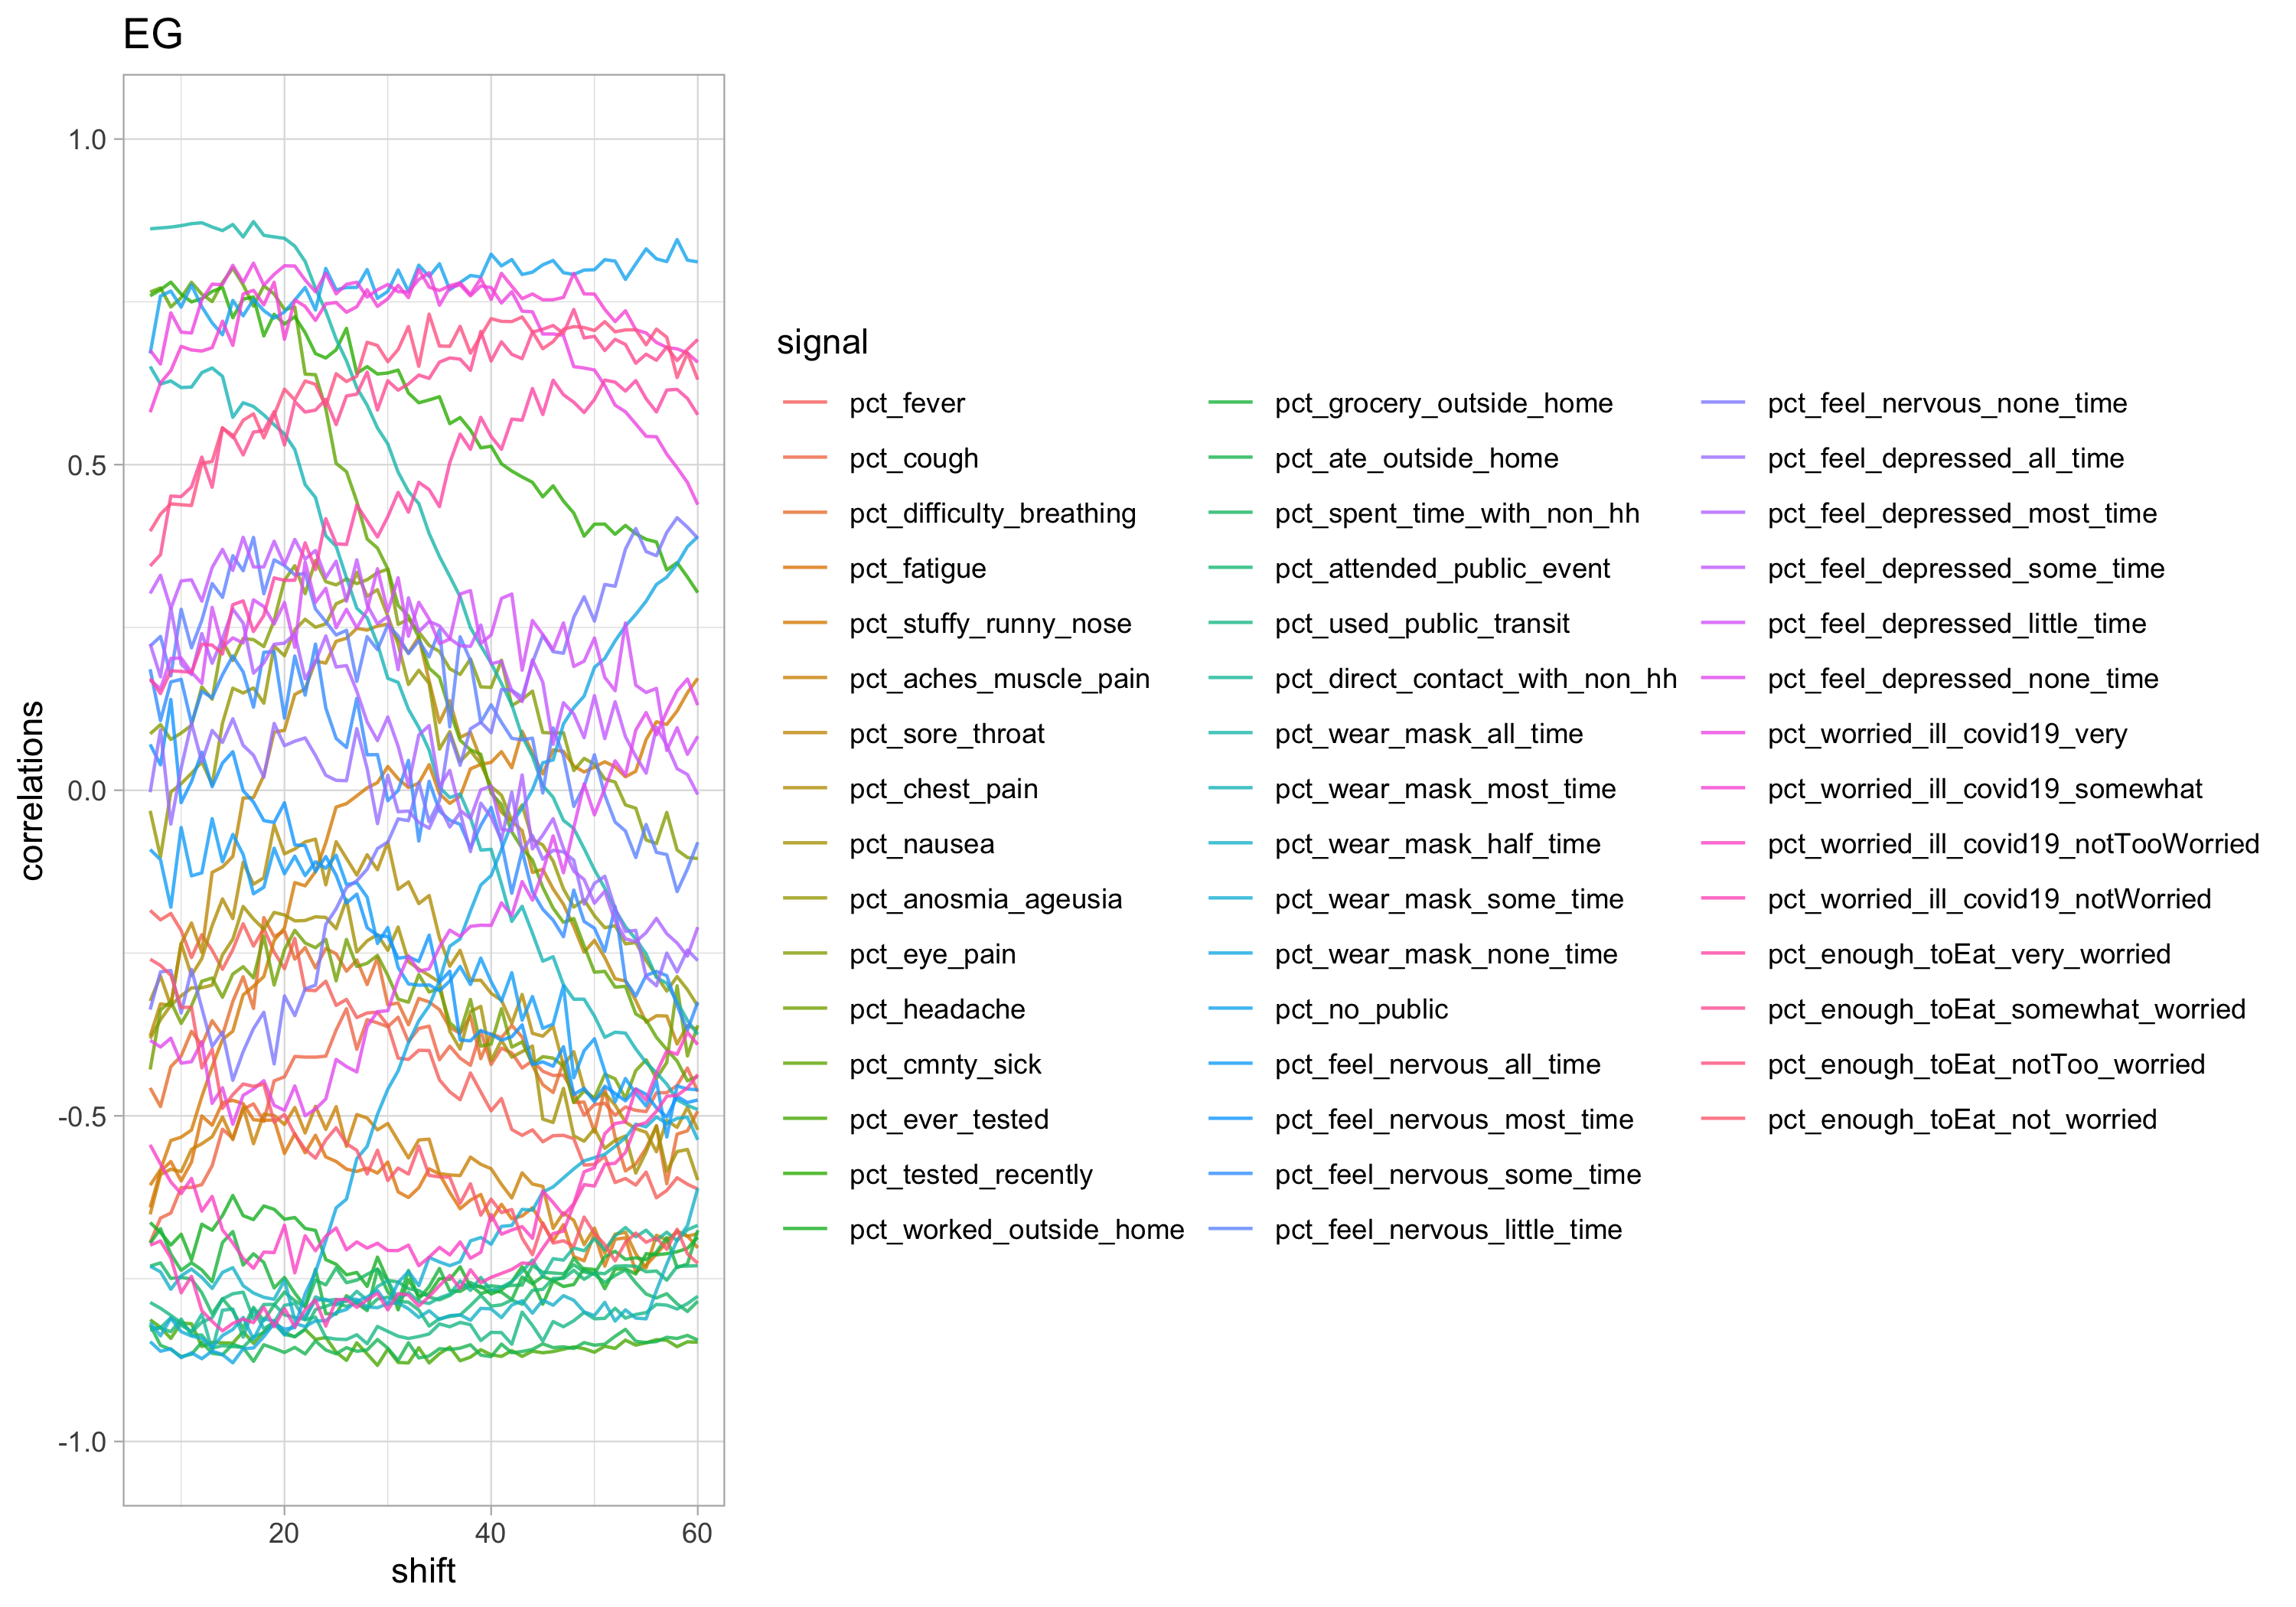 EG
1.0
0.5
0.0
-0.5
-1.0
correlations
20 40 60
shift
signal
pct_fever
pct_cough
pct_difficulty_breathing
pct_fatigue
pct_stuffy_runny_nose
pct_aches_muscle_pain
pct_sore_throat
pct_chest_pain
pct_nausea
pct_anosmia_ageusia
pct_eye_pain
pct_headache
pct_cmnty_sick
pct_ever_tested
pct_tested_recently
pct_worked_outside_home
pct_grocery_outside_home
pct_ate_outside_home
pct_spent_time_with_non_hh
pct_attended_public_event
pct_used_public_transit
pct_direct_contact_with_non_hh
pct_wear_mask_all_time
pct_wear_mask_most_time
pct_wear_mask_half_time
pct_wear_mask_some_time
pct_wear_mask_none_time
pct_no_public
pct_feel_nervous_all_time
pct_feel_nervous_most_time
pct_feel_nervous_some_time
pct_feel_nervous_little_time
pct_feel_nervous_none_time
pct_feel_depressed_all_time
pct_feel_depressed_most_time
pct_feel_depressed_some_time
pct_feel_depressed_little_time
pct_feel_depressed_none_time
pct_worried_ill_covid19_very
pct_worried_ill_covid19_somewhat
pct_worried_ill_covid19_notTooWorried
pct_worried_ill_covid19_notWorried
pct_enough_toEat_very_worried
pct_enough_toEat_somewhat_worried
pct_enough_toEat_notToo_worried
pct_enough_toEat_not_worried